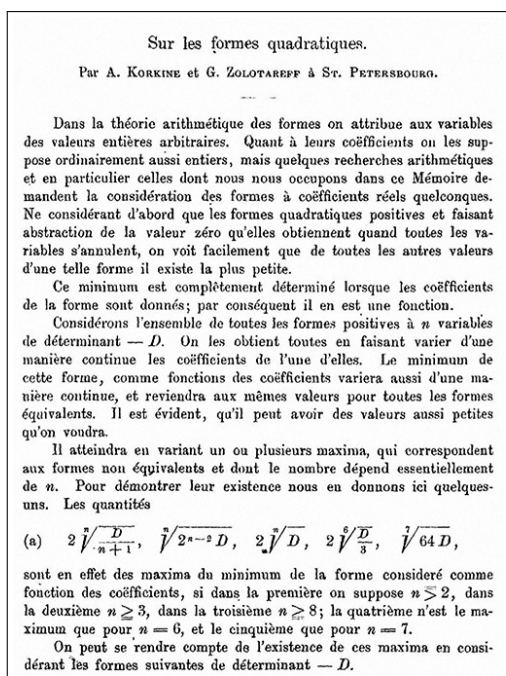 Sur les formes quadratiques.
Par A. KORKINE et G. ZOLOTAREFF à ST. PETERSBOURG.
Dans la théorie arithmétique des formes on attribue aux variables
des valeurs entières arbitraires. Quant à leurs coëfficients on les sup-
pose ordinairement aussi entiers, mais quelques recherches arithmétiques
et en particulier celles dont nous nous occupons dans ce Mémoire de-
mandent la considération des formes à coëfficients réels quelconques.
Ne considérant d'abord que les formes quadratiques positives et faisant
abstraction de la valeur zéro qu'elles obtiennent quand toutes les va-
riables s'annulent, on voit facilement que de toutes les autres valeurs
d'une telle forme il existe la plus petite.
Ce minimum est complètement déterminé lorsque les coëfficients
de la forme sont donnés; par conséquent il en est une fonction.
Considérons l'ensemble de toutes les formes positives à n variables
de déterminant — D. On les obtient toutes en faisant varier d'une
manière continue les coëfficients de l'une d'elles. Le minimum de
cette forme, comme fonctions des coëfficients variera aussi d'une ma-
nière continue, et reviendra aux mêmes valeurs pour toutes les formes
équivalentes. Il est évident, qu'il peut avoir des valeurs aussi petites
qu'on voudra.
Il atteindra en variant un ou plusieurs maxima, qui correspondent
aux formes non équivalentes et dont le nombre dépend essentiellement
de n. Pour démontrer leur existence nous en donnons ici quelques-
uns. Les quantités
(a) 2 ⁿ√(D/(n + 1)), ⁿ√(2ⁿ⁻² D), 2 ⁿ√D, 2 ⁶√(D/3), ⁷√(64 D),
sont en effet des maxima du minimum de la forme consideré comme
fonction des coëfficients, si dans la première on suppose n ≧ 2, dans
la deuxième n ≧ 3, dans la troisième n ≧ 8; la quatrième n'est le ma-
ximum que pour n = 6, et le cinquième que pour n = 7.
On peut se rendre compte de l'existence de ces maxima en consi-
dérant les formes suivantes de déterminant — D.